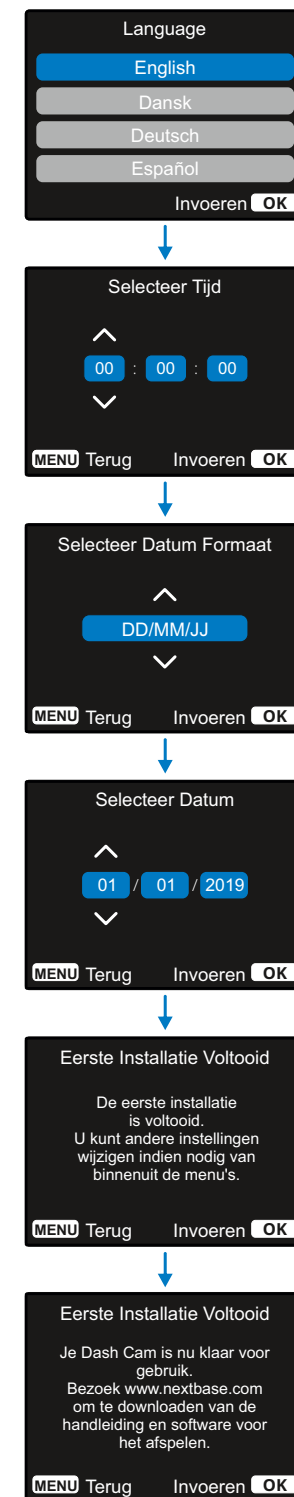 Language
English
Dansk
Deutsch
Español
Invoeren OK
Selecteer Tijd
00 : 00 : 00
MENU Terug Invoeren OK
Selecteer Datum Formaat
DD/MM/JJ
MENU Terug Invoeren OK
Selecteer Datum
01 / 01 / 2019
MENU Terug Invoeren OK
Eerste Installatie Voltooid
De eerste installatie
is voltooid.
U kunt andere instellingen
wijzigen indien nodig van
binnenuit de menu's.
MENU Terug Invoeren OK
Eerste Installatie Voltooid
Je Dash Cam is nu klaar voor
gebruik.
Bezoek www.nextbase.com
om te downloaden van de
handleiding en software voor
het afspelen.
MENU Terug Invoeren OK